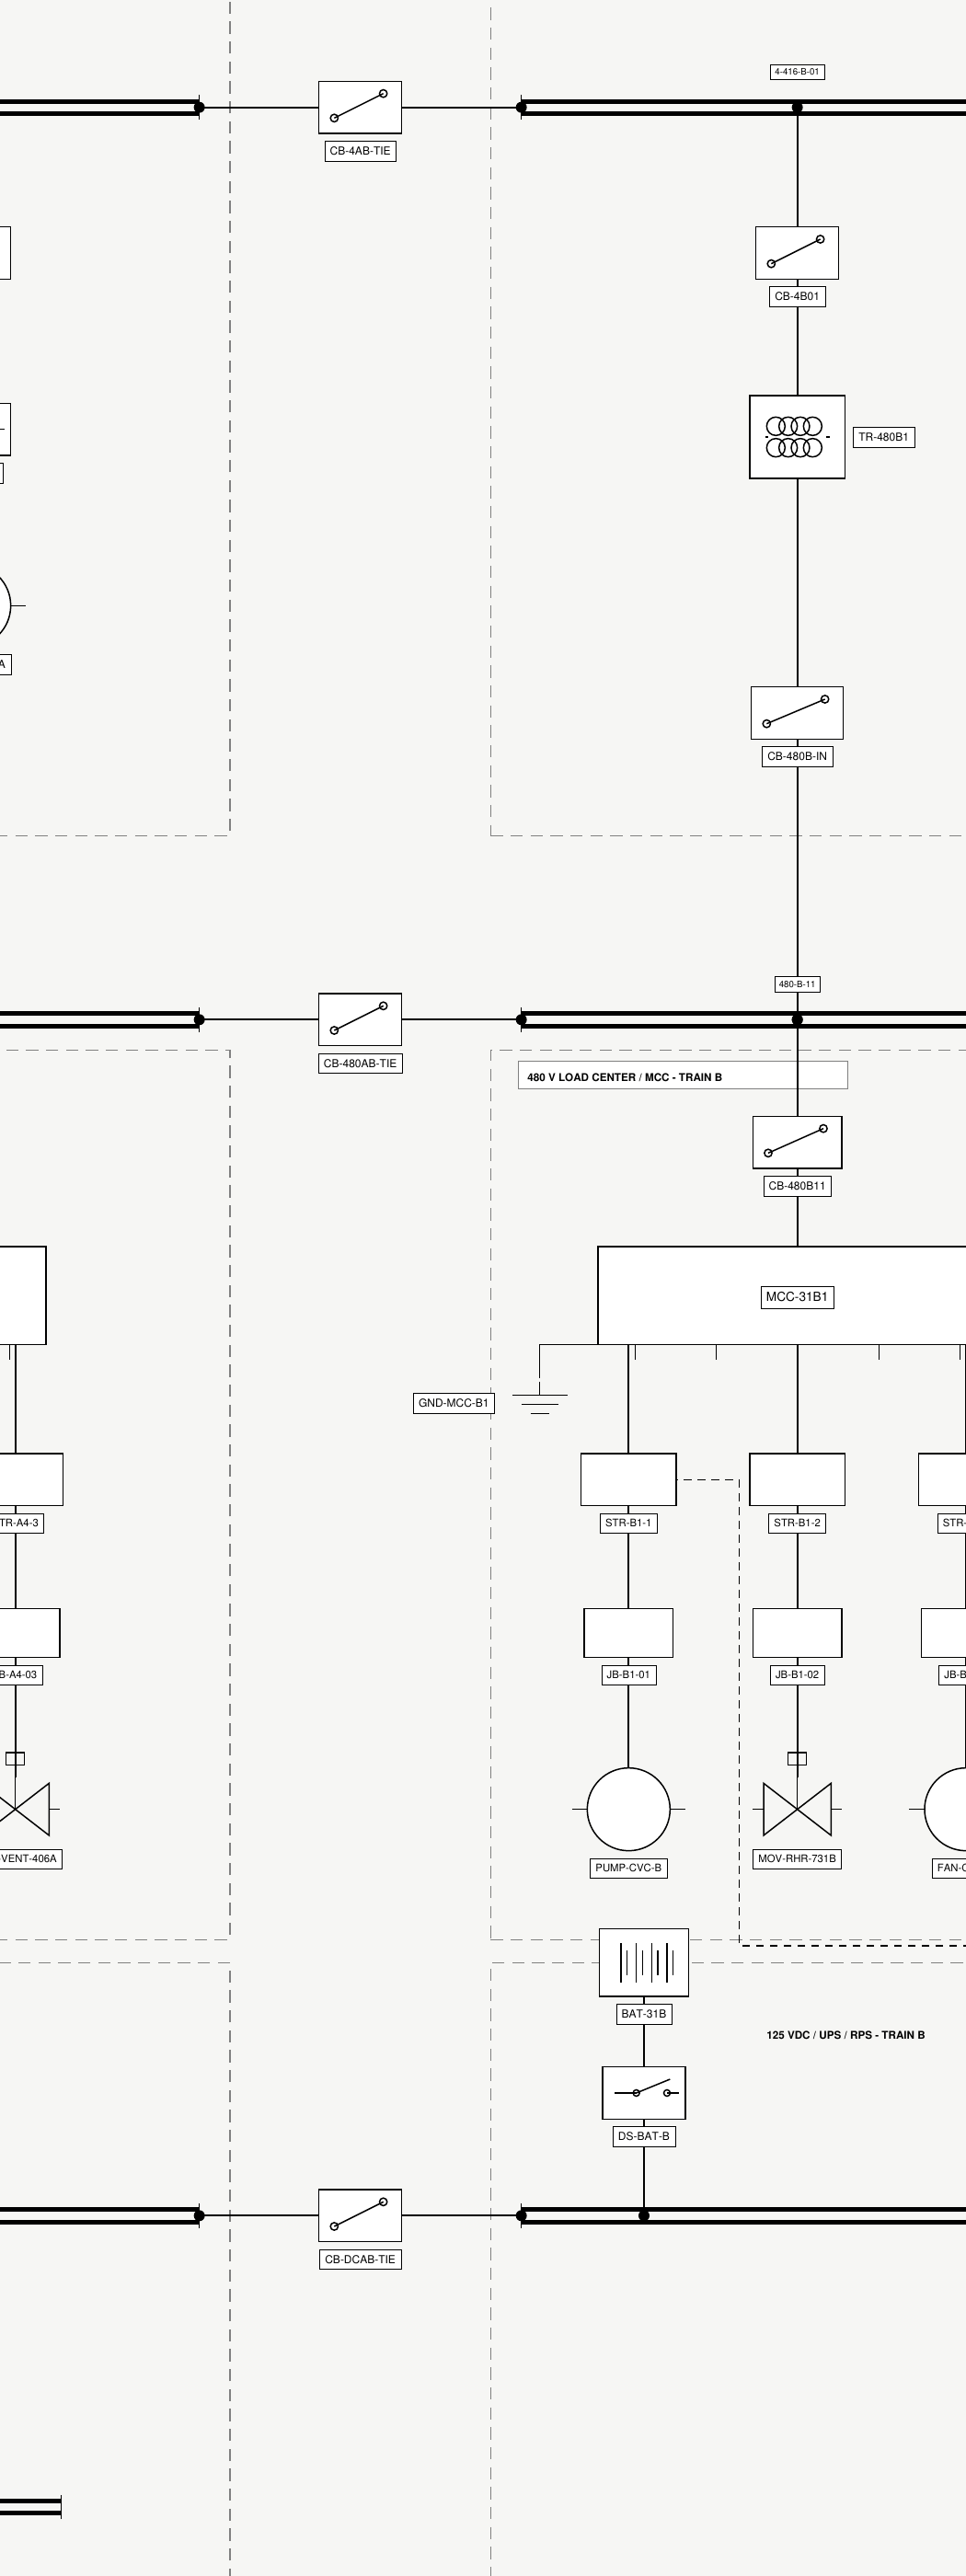 4-416-B-01
CB-4AB-TIE
CB-4B01
TR-480B1
A
CB-480B-IN
480-B-11
CB-480AB-TIE
480 V LOAD CENTER / MCC - TRAIN B
CB-480B11
MCC-31B1
GND-MCC-B1
TR-A4-3
STR-B1-1
STR-B1-2
STR-
B-A4-03
JB-B1-01
JB-B1-02
JB-B
-VENT-406A
PUMP-CVC-B
MOV-RHR-731B
FAN-C
BAT-31B
125 VDC / UPS / RPS - TRAIN B
DS-BAT-B
CB-DCAB-TIE